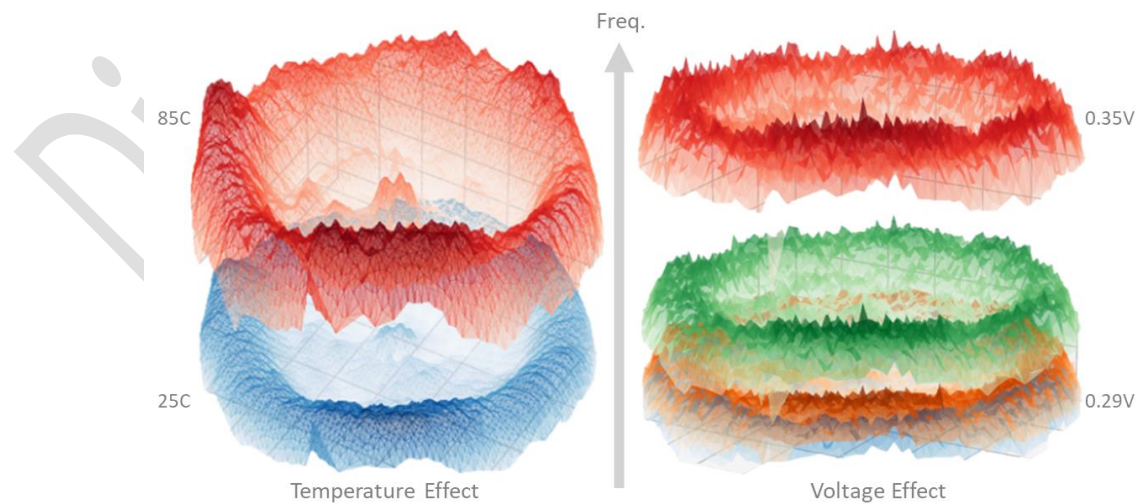 Freq.
85C
0.35V
25C
0.29V
Temperature Effect
Voltage Effect